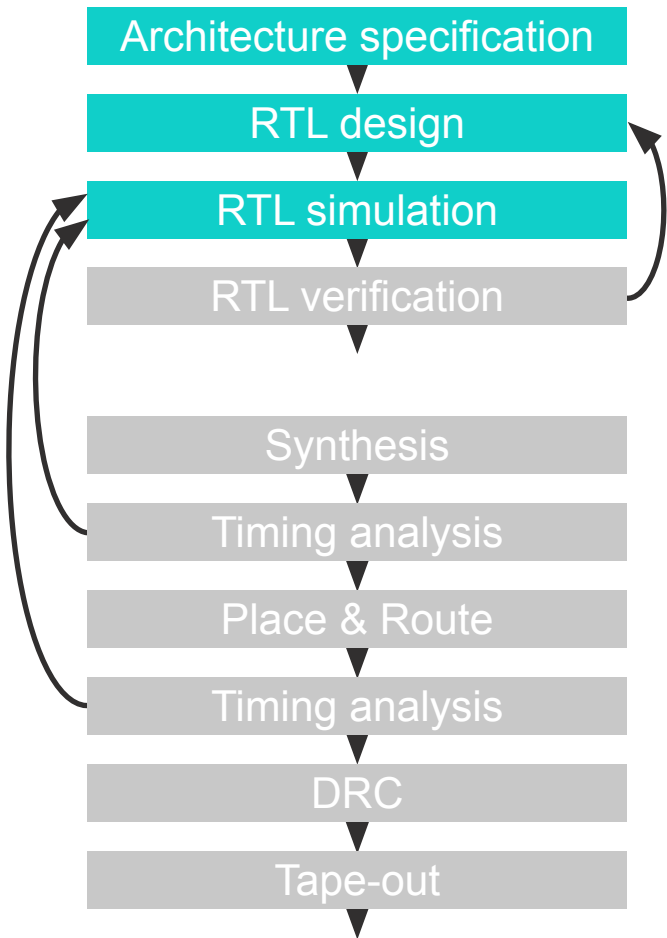 Architecture specification
RTL design
RTL simulation
RTL verification
Synthesis
Timing analysis
Place & Route
Timing analysis
DRC
Tape-out